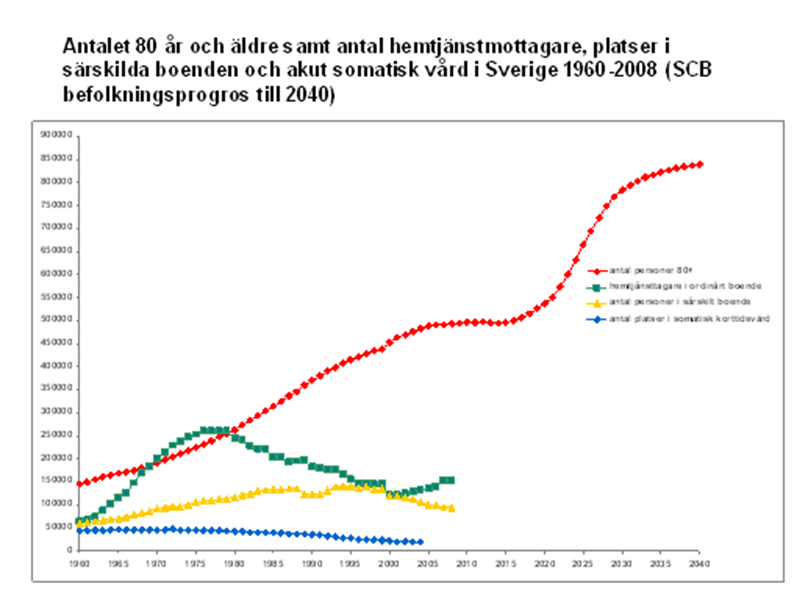 Antalet 80 år och äldre samt antal hemtjänstmottagare, platser i
särskilda boenden och akut somatisk vård i Sverige 1960-2008 (SCB
befolkningsprogros till 2040)
900000
850000
800000
750000
700000
650000
600000
550000
500000
450000
400000
350000
300000
250000
200000
150000
100000
50000
0
antal personer 80+
hemtjänsttagare i ordinärt boende
antal personer i särskilt boende
antal platser i somatisk korttidsvård
1960 1965 1970 1975 1980 1985 1990 1995 2000 2005 2010 2015 2020 2025 2030 2035 2040